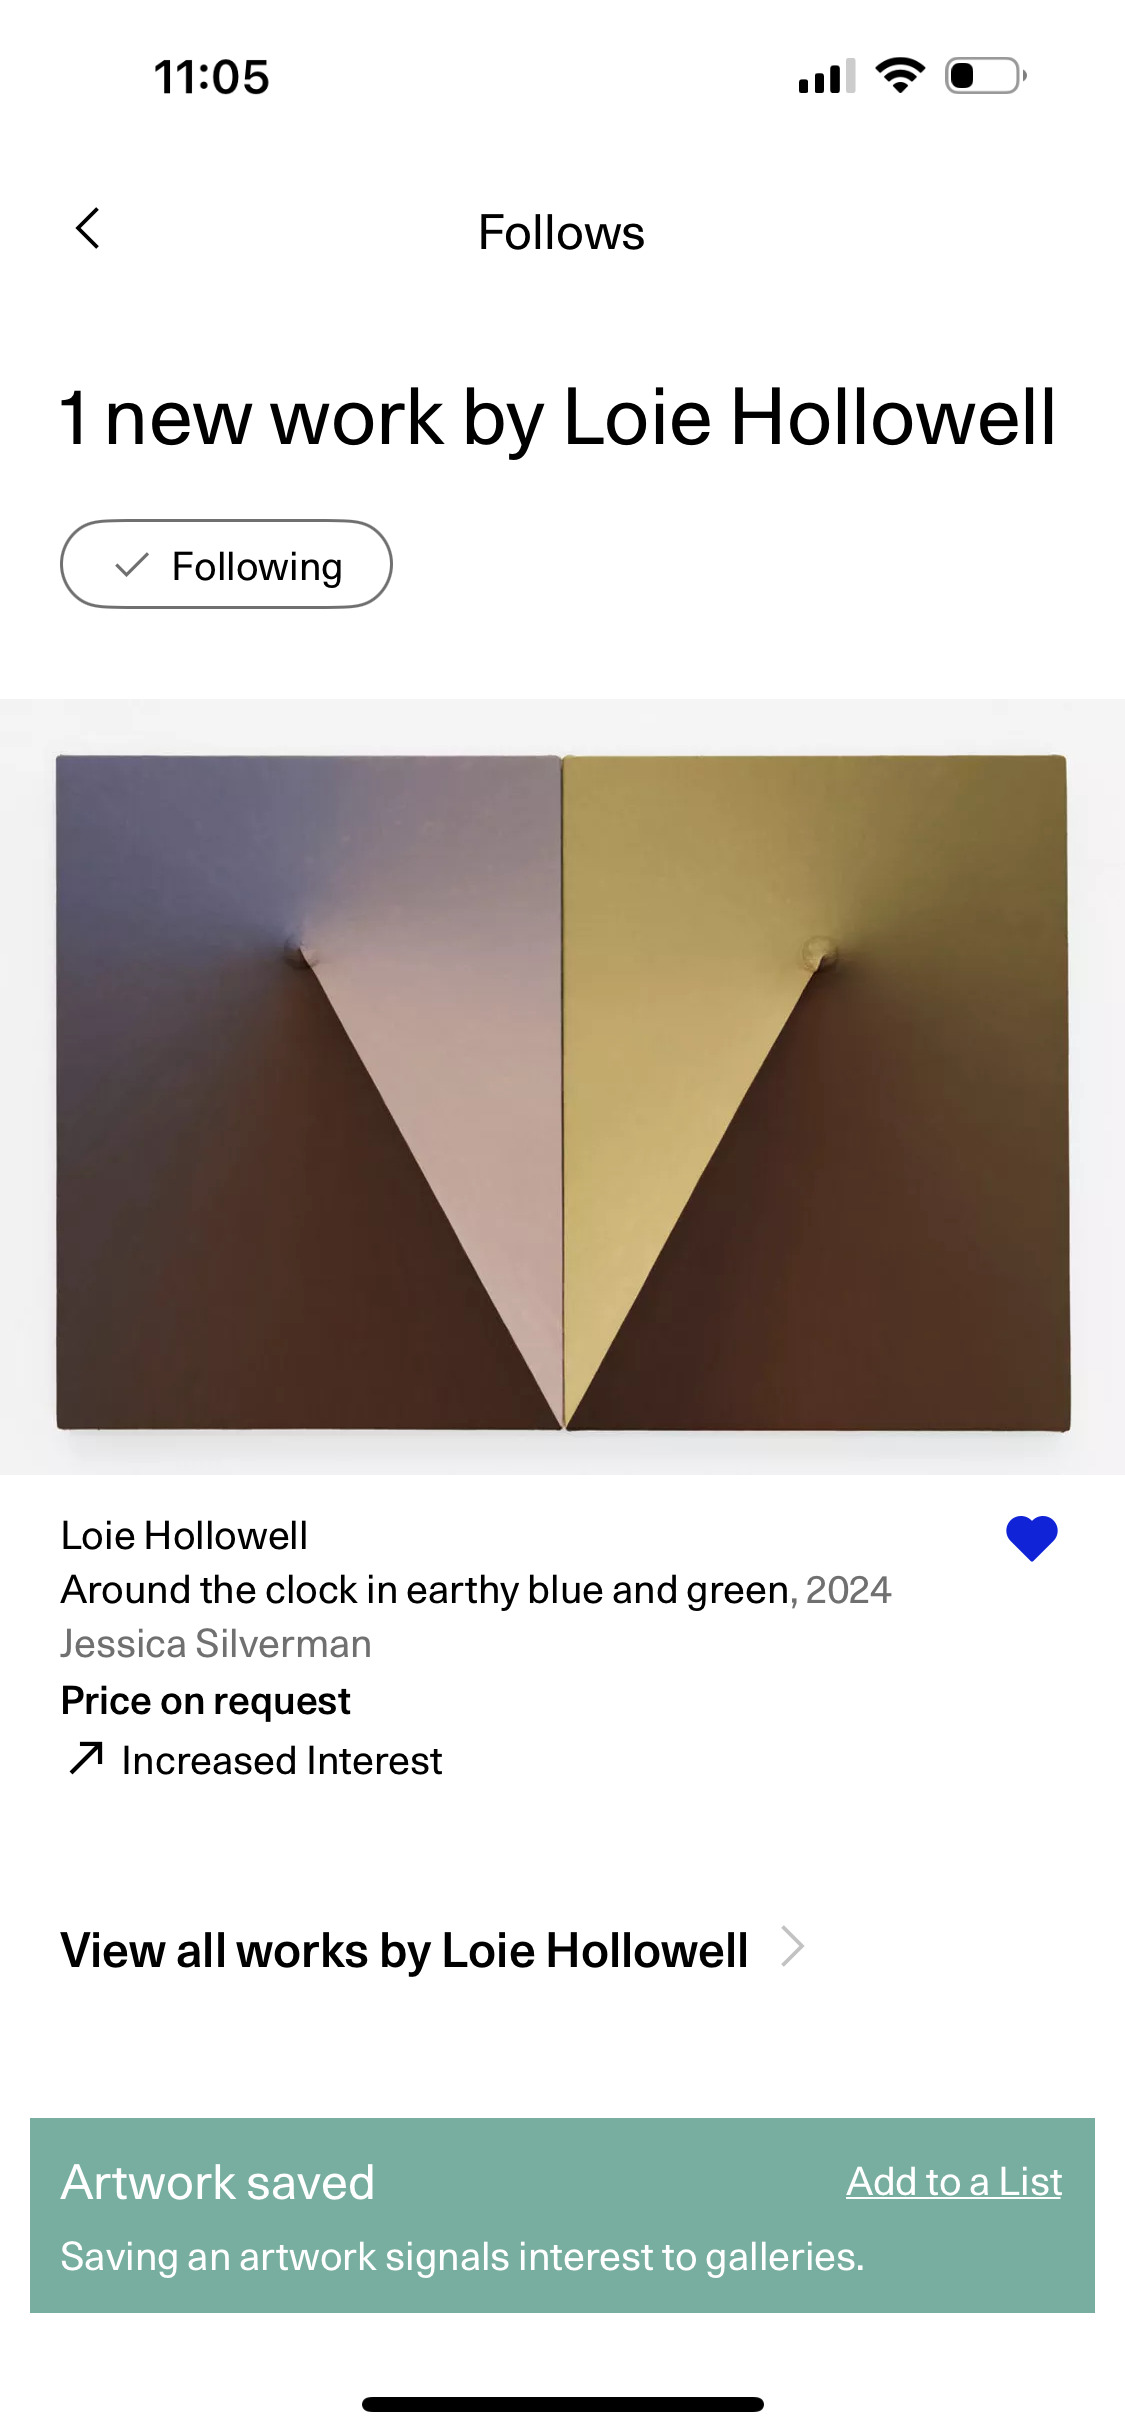 11:05
Follows
1 new work by Loie Hollowell
Following
Loie Hollowell
Around the clock in earthy blue and green, 2024
Jessica Silverman
Price on request
Increased Interest
View all works by Loie Hollowell
Artwork saved
Add to a List
Saving an artwork signals interest to galleries.